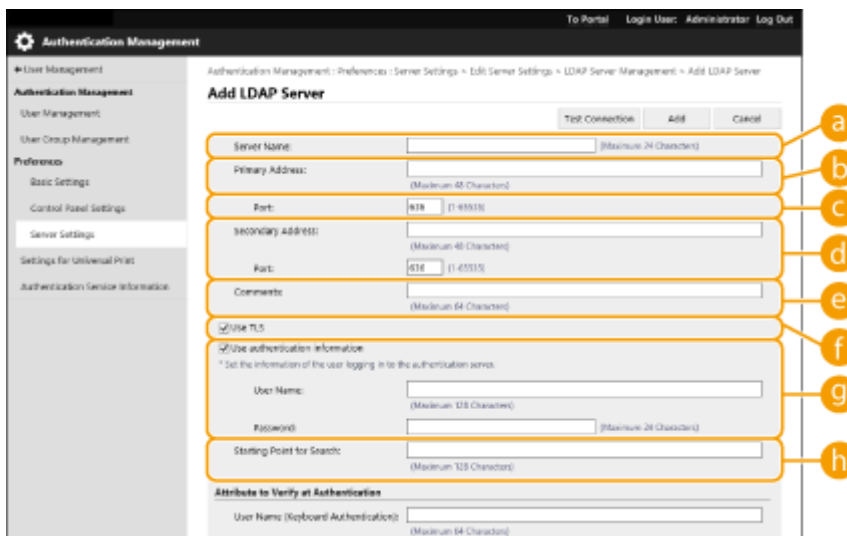 To Portal Login User: Administrator Log Out
Authentication Management
User Management
Authentication Management : Preferences : Server Settings > Edit Server Settings > LDAP Server Management > Add LDAP Server
Authentication Management
User Management
User Group Management
Preferences
Basic Settings
Control Panel Settings
Server Settings
Settings for Universal Print
Authentication Service Information
Add LDAP Server
Test Connection Add Cancel
Server Name: (Maximum 24 Characters) a
Primary Address: b
(Maximum 48 Characters)
Port: 636 (1-65535) c
Secondary Address: d
(Maximum 48 Characters)
Port: 636 (1-65535)
Comments: e
(Maximum 64 Characters)
Use TLS f
Use authentication information g
* Set the information of the user logging in to the authentication server.
User Name:
(Maximum 128 Characters)
Password: (Maximum 24 Characters)
Starting Point for Search: h
(Maximum 128 Characters)
Attribute to Verify at Authentication
User Name (Keyboard Authentication):
(Maximum 64 Characters)